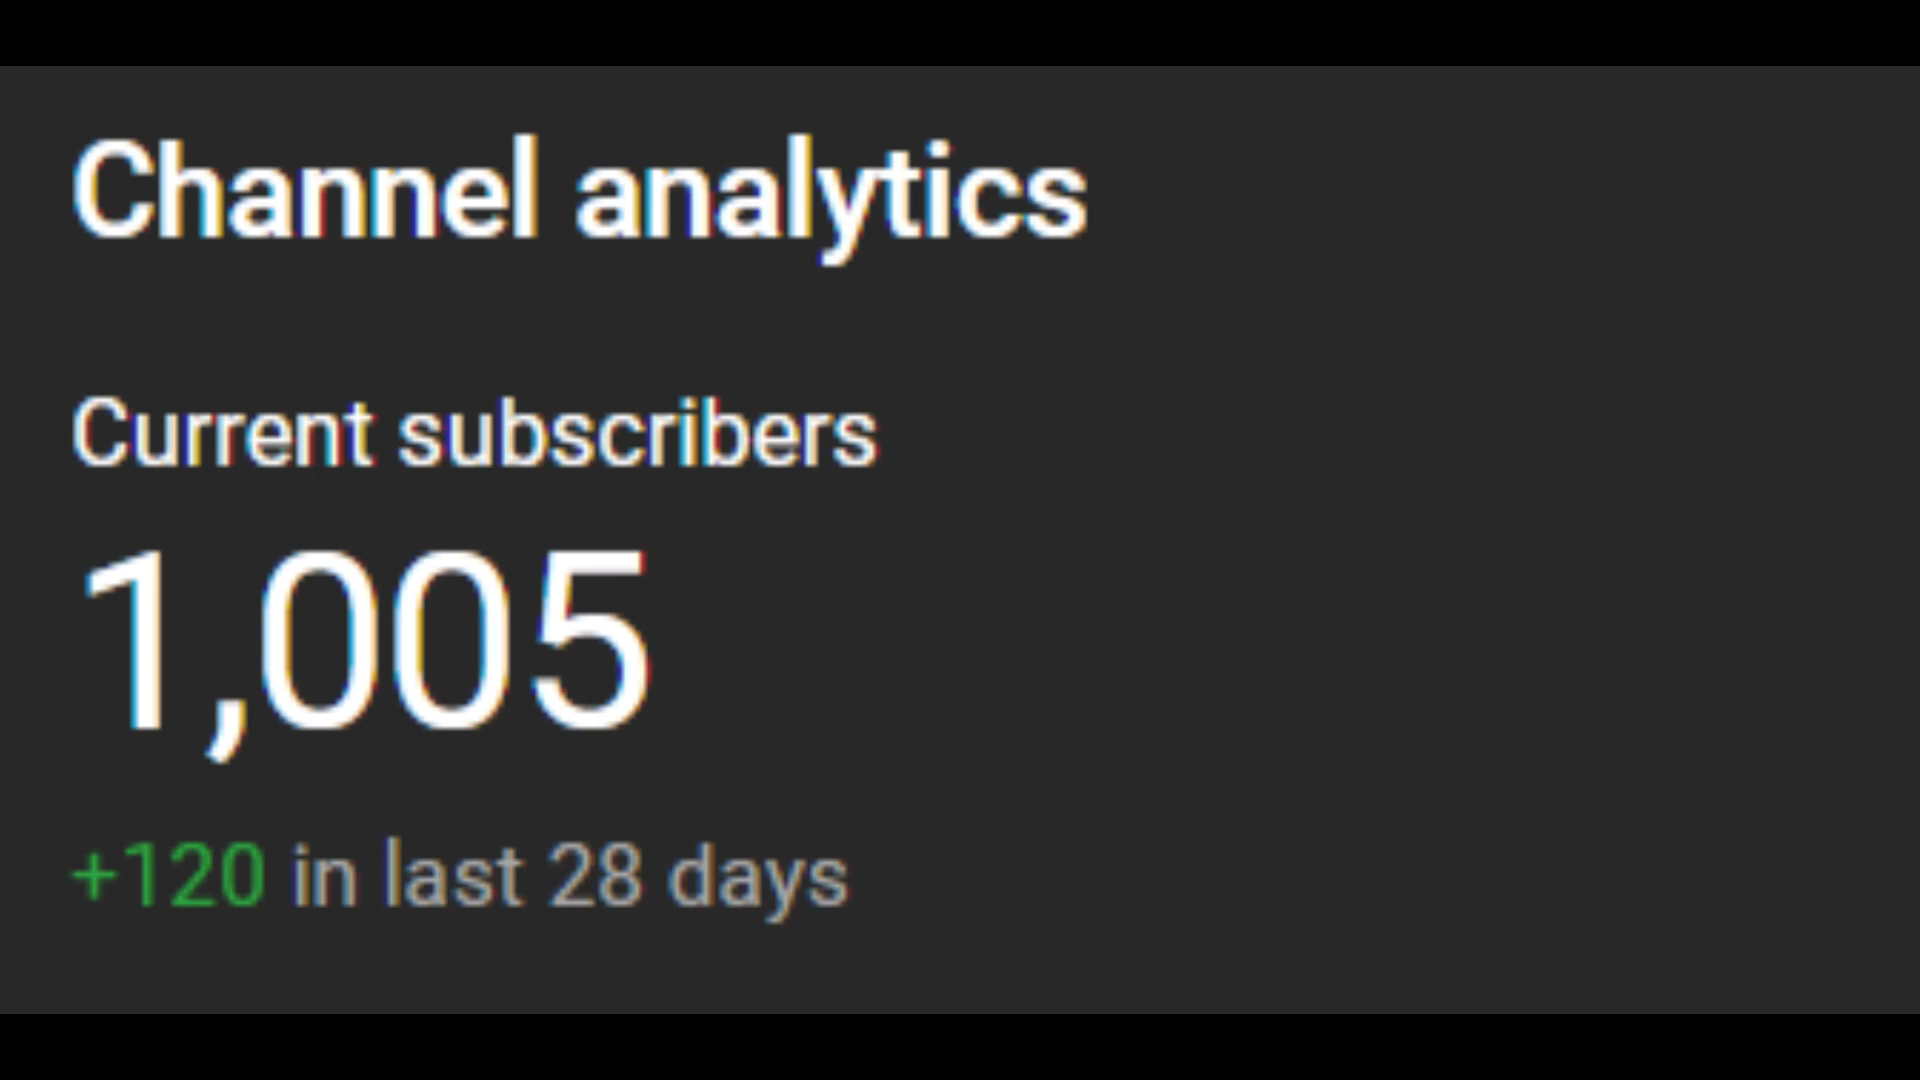 Channel analytics
Current subscribers
1,005
+120 in last 28 days